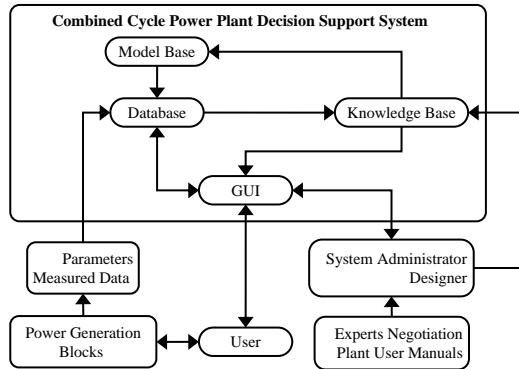 Combined Cycle Power Plant Decision Support System
Model Base
Database
Knowledge Base
GUI
Parameters
Measured Data
System Administrator
Designer
Power Generation
Blocks
User
Experts Negotiation
Plant User Manuals